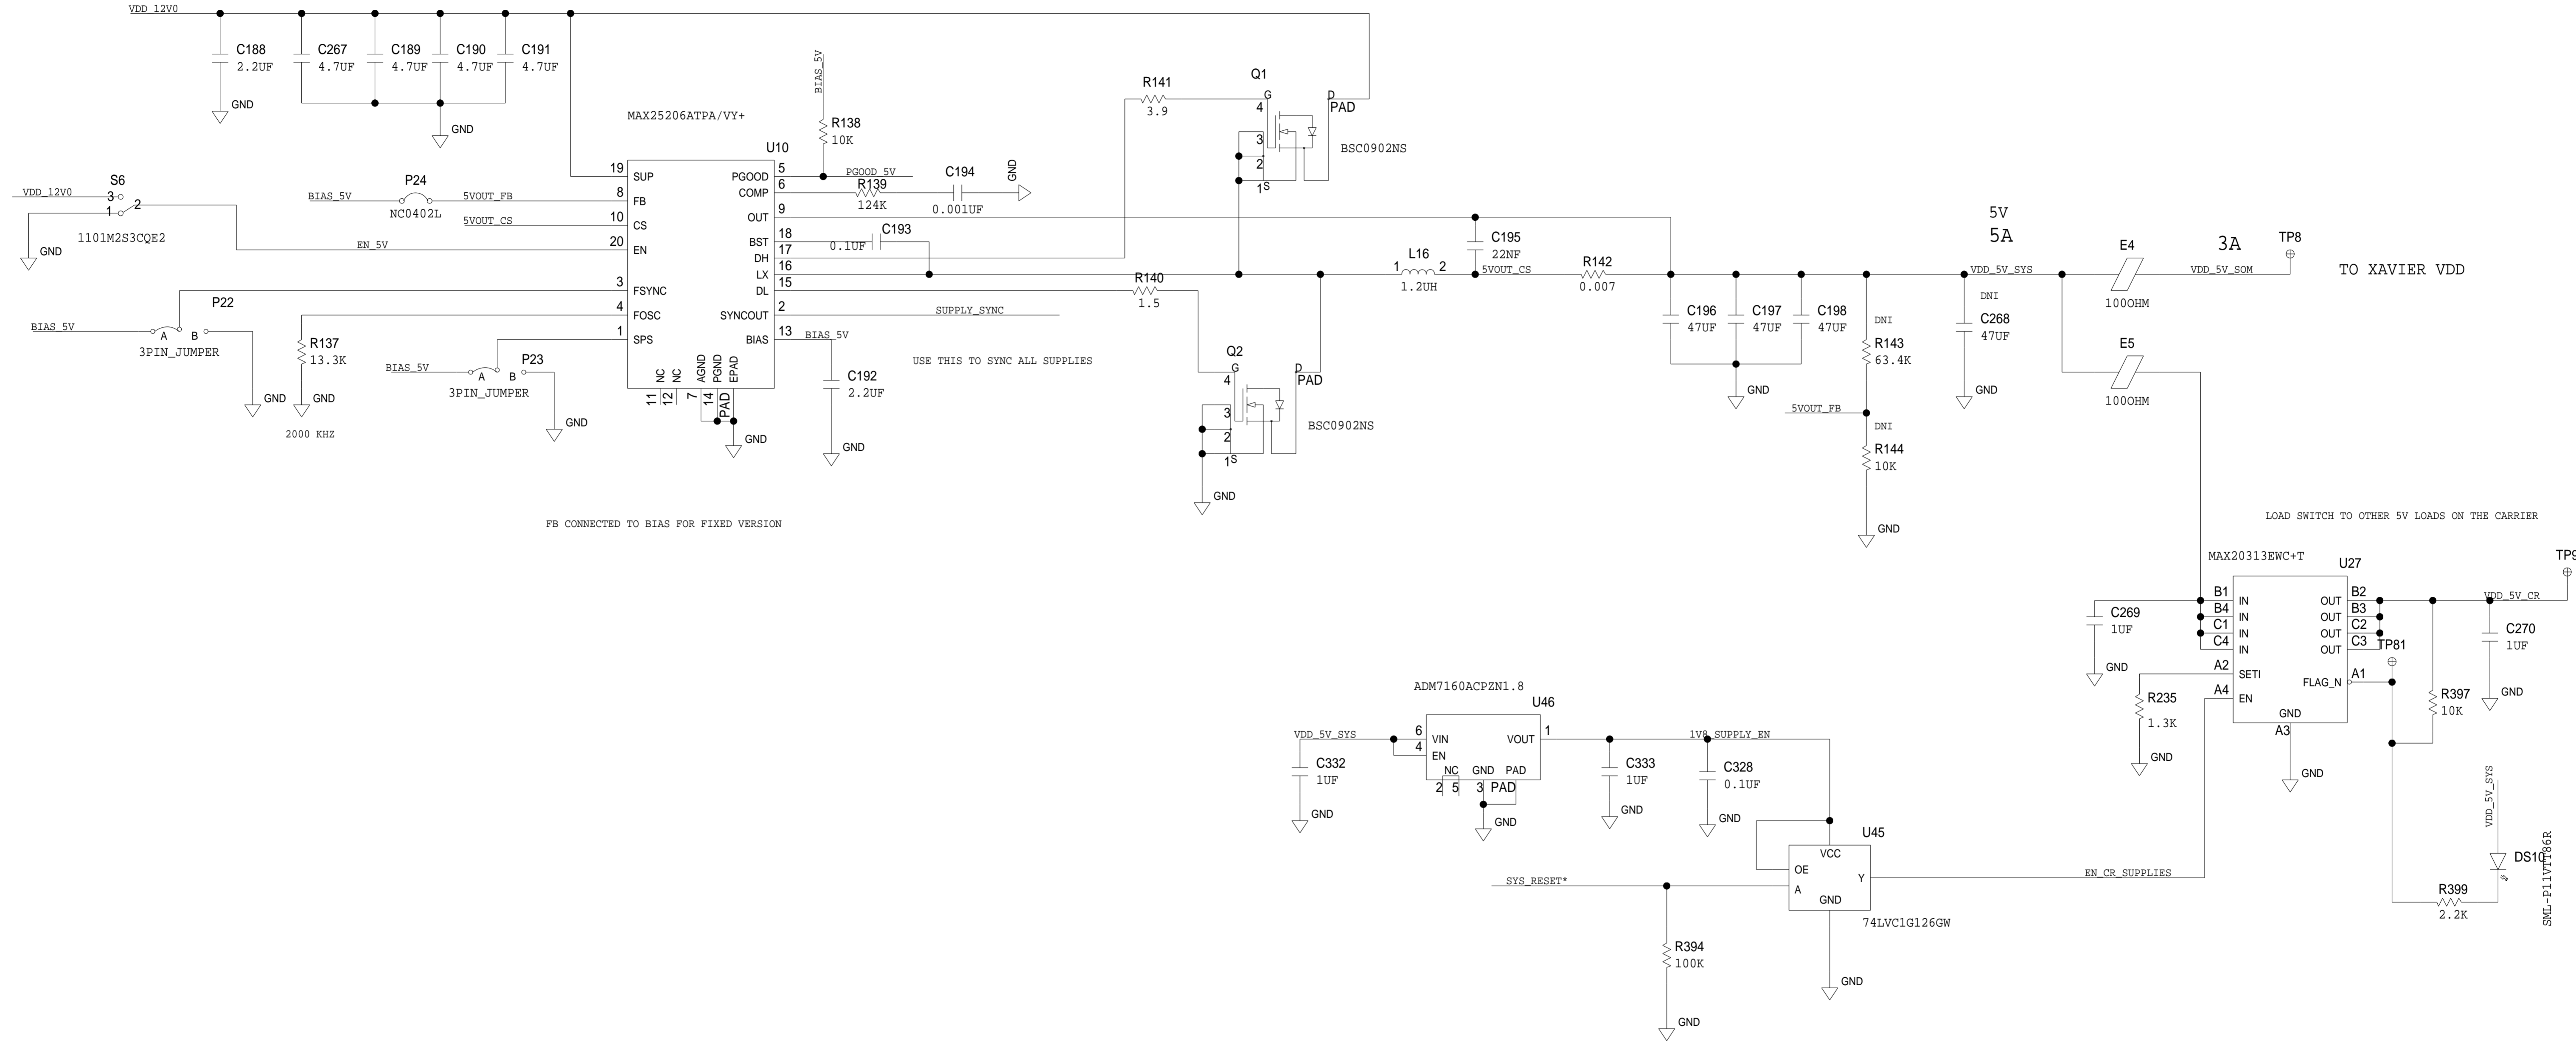 VDD_12V0
C188
2.2UF
GND
C267
4.7UF
C189
4.7UF
C190
4.7UF
C191
4.7UF
GND
VDD_12V0
S6
3
1
2
1101M2S3CQE2
GND
EN_5V
BIAS_5V
P24
NC0402L
5VOUT_FB
5VOUT_CS
BIAS_5V
P22
A
B
3PIN_JUMPER
GND
R137
13.3K
GND
2000 KHZ
BIAS_5V
P23
A
B
3PIN_JUMPER
GND
MAX25206ATPA/VY+
U10
19
SUP
8
FB
10
CS
20
EN
3
FSYNC
4
FOSC
1
SPS
PGOOD
5
COMP
6
OUT
9
BST
18
DH
17
LX
16
DL
15
SYNCOUT
2
BIAS
13
NC
NC
AGND
PGND
EPAD
11
12
7
14
PAD
GND
FB CONNECTED TO BIAS FOR FIXED VERSION
BIAS_5V
R138
10K
PGOOD_5V
R139
124K
C194
0.001UF
GND
C193
0.1UF
SUPPLY_SYNC
USE THIS TO SYNC ALL SUPPLIES
BIAS_5V
C192
2.2UF
GND
R141
3.9
Q1
G
4
D
PAD
3
2
1
S
BSC0902NS
R140
1.5
Q2
G
4
D
PAD
3
2
1
S
BSC0902NS
GND
L16
1
2
1.2UH
C195
22NF
5VOUT_CS
R142
0.007
C196
47UF
C197
47UF
C198
47UF
GND
DNI
R143
63.4K
5VOUT_FB
DNI
R144
10K
GND
5V
5A
VDD_5V_SYS
DNI
C268
47UF
GND
E4
100OHM
3A
VDD_5V_SOM
TP8
TO XAVIER VDD
E5
100OHM
LOAD SWITCH TO OTHER 5V LOADS ON THE CARRIER
MAX20313EWC+T
U27
B1
IN
B4
IN
C1
IN
C4
IN
A2
SETI
A4
EN
OUT
B2
OUT
B3
OUT
C2
OUT
C3
FLAG_N
A1
GND
A3
GND
C269
1UF
GND
R235
1.3K
GND
VDD_5V_CR
TP9
TP81
C270
1UF
GND
R397
10K
VDD_5V_SYS
DS10
SML-P11VTT86R
R399
2.2K
ADM7160ACPZN1.8
U46
VDD_5V_SYS
6
VIN
4
EN
VOUT
1
NC
GND
PAD
2
5
3
PAD
GND
C332
1UF
GND
1V8_SUPPLY_EN
C333
1UF
GND
C328
0.1UF
GND
U45
VCC
OE
A
Y
GND
74LVC1G126GW
GND
SYS_RESET*
R394
100K
GND
EN_CR_SUPPLIES